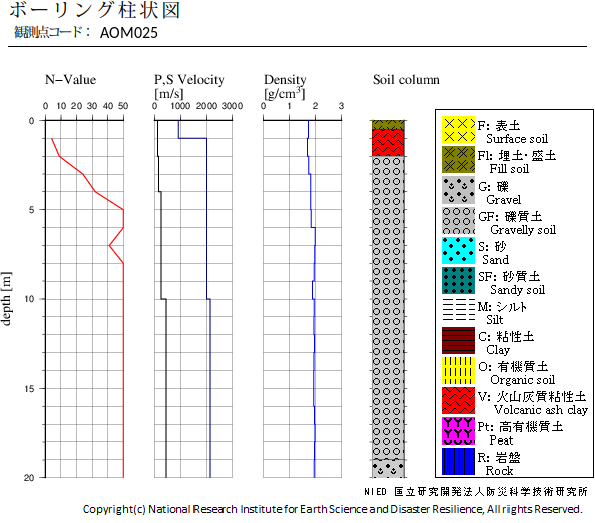 ボーリング柱状図
観測点コード: AOM025
N−Value
0 10 20 30 40 50
P,S Velocity
[m/s]
0 1000 2000 3000
Density
[g/cm3]
0 1 2 3
Soil column
depth [m]
0
5
10
15
20
F: 表土
Surface soil
Fl: 埋土・盛土
Fill soil
G: 礫
Gravel
GF: 礫質土
Gravelly soil
S: 砂
Sand
SF: 砂質土
Sandy soil
M: シルト
Silt
C: 粘性土
Clay
O: 有機質土
Organic soil
V: 火山灰質粘性土
Volcanic ash clay
Pt: 高有機質土
Peat
R: 岩盤
Rock
NIED 国立研究開発法人防災科学技術研究所
Copyright(c) National Research Institute for Earth Science and Disaster Resilience, All rights Reserved.